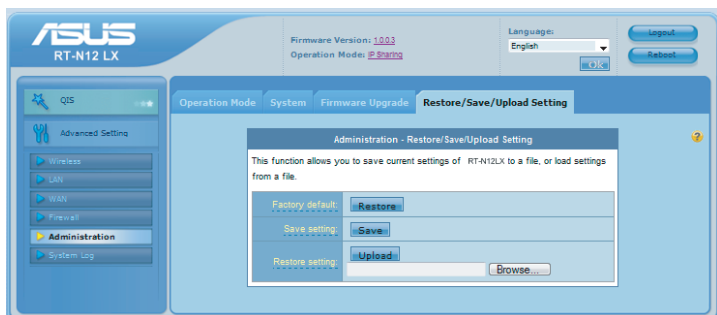 ASUS
RT-N12 LX
Firmware Version: 1.0.0.3
Operation Mode: IP Sharing
Language:
English
OK
Logout
Reboot
QIS
Advanced Setting
Wireless
LAN
WAN
Firewall
Administration
System Log
Operation Mode System Firmware Upgrade Restore/Save/Upload Setting
Administration - Restore/Save/Upload Setting
This function allows you to save current settings of RT-N12LX to a file, or load settings
from a file.
Factory default: Restore
Save setting: Save
Restore setting: Upload
Browse...